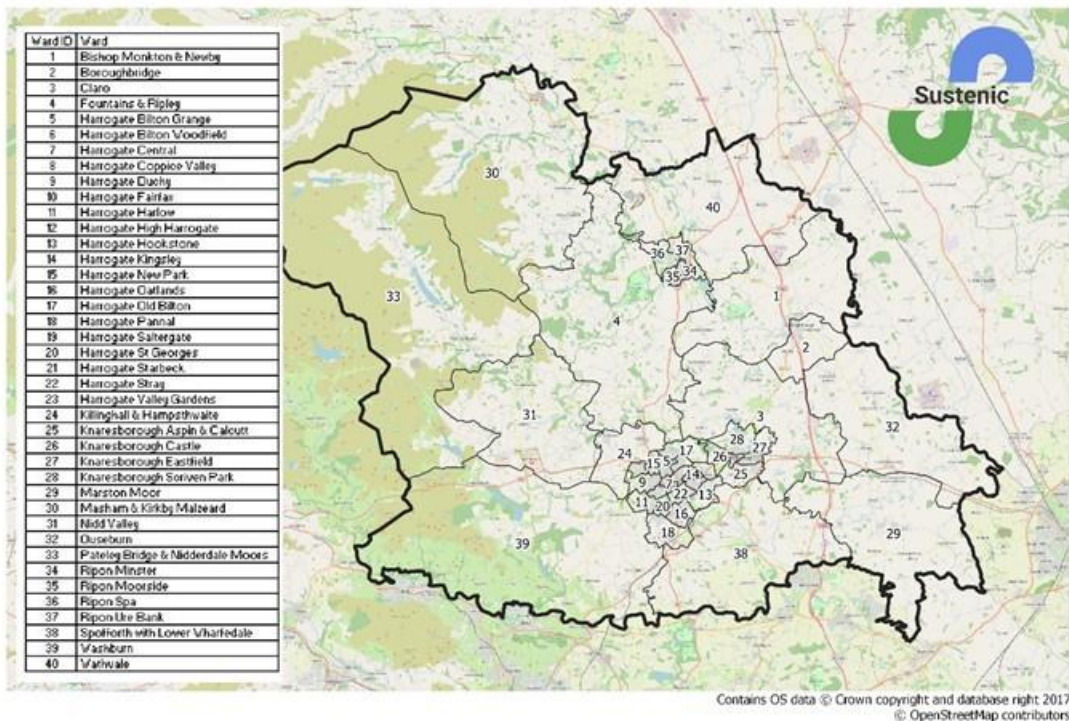 Ward ID Ward
1 Bishop Monkton & Newby
2 Boroughbridge
3 Claro
4 Fountains & Ripley
5 Harrogate Bilton Grange
6 Harrogate Bilton Woodfield
7 Harrogate Central
8 Harrogate Coppice Valley
9 Harrogate Duchy
10 Harrogate Fairfax
11 Harrogate Harlow
12 Harrogate High Harrogate
13 Harrogate Hookstone
14 Harrogate Kingsley
15 Harrogate New Park
16 Harrogate Oatlands
17 Harrogate Old Bilton
18 Harrogate Pannal
19 Harrogate Saltergate
20 Harrogate St Georges
21 Harrogate Starbeck
22 Harrogate Stray
23 Harrogate Valley Gardens
24 Killinghall & Hampsthwaite
25 Knaresborough Aspin & Calcutt
26 Knaresborough Castle
27 Knaresborough Eastfield
28 Knaresborough Scriven Park
29 Marston Moor
30 Masham & Kirkby Malzeard
31 Nidd Valley
32 Ouseburn
33 Pateley Bridge & Nidderdale Moors
34 Ripon Minster
35 Ripon Moorside
36 Ripon Spa
37 Ripon Ure Bank
38 Spofforth with Lower Wharfedale
39 Washburn
40 Wathvale
Sustenic
30
40
36 37
35 34
33
1
4
2
31
3
32
28 27
17
24
26
15 5
14
25
9
7
22 13
11 20 16
18
29
39
38
Contains OS data © Crown copyright and database right 2017
© OpenStreetMap contributors